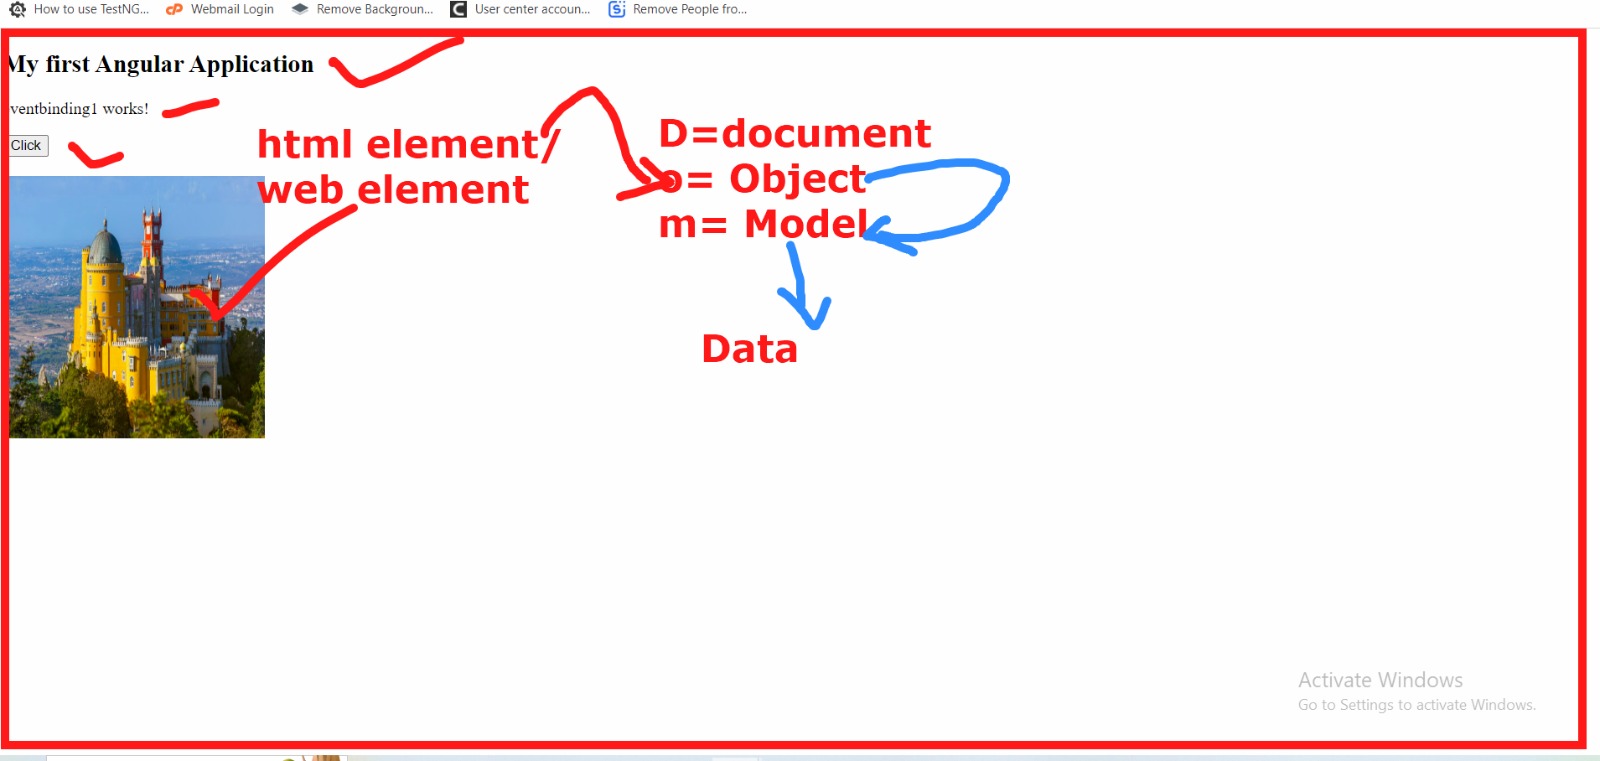 How to use TestNG...
Webmail Login
Remove Backgroun...
User center accoun...
Remove People fro...
My first Angular Application
ventbinding1 works!
Click
html element/
web element
D=document
o= Object
m= Model
Data
Activate Windows
Go to Settings to activate Windows.